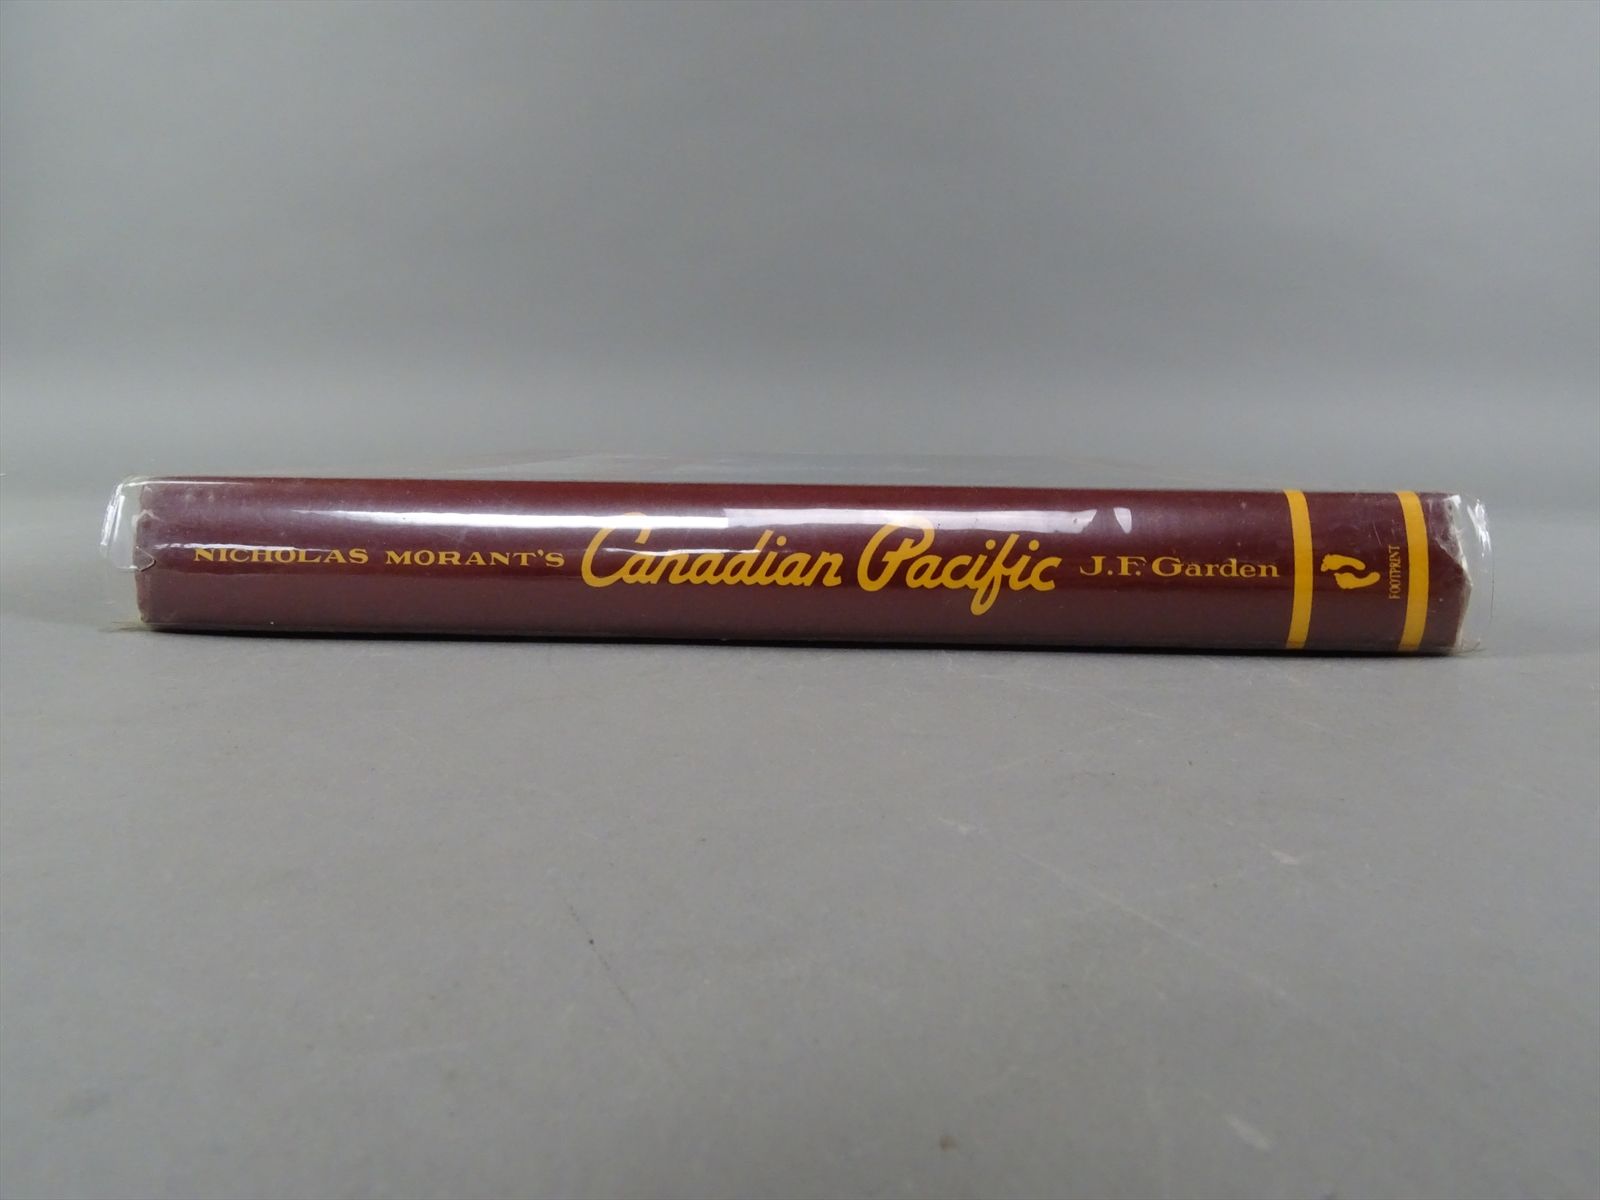 NICHOLAS MORANT'S Canadian Pacific J.F. Garden
FOOTPRINT